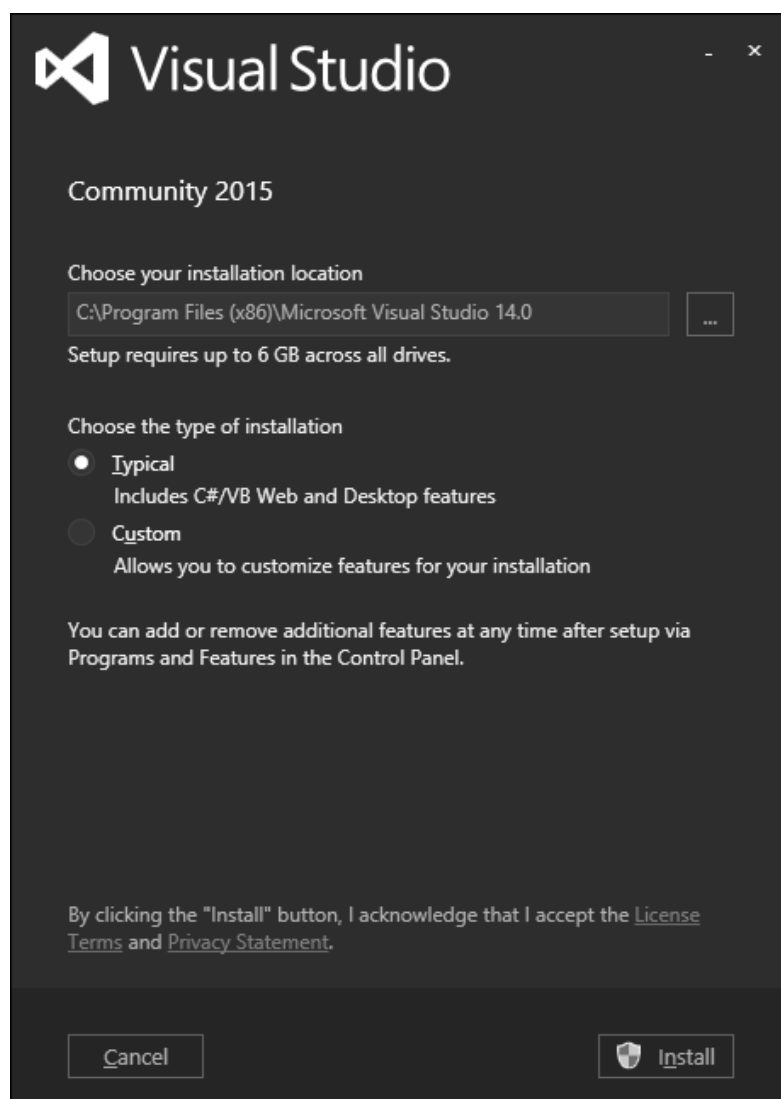 Visual Studio
Community 2015
Choose your installation location
C:\Program Files (x86)\Microsoft Visual Studio 14.0
...
Setup requires up to 6 GB across all drives.
Choose the type of installation
Typical
Includes C#/VB Web and Desktop features
Custom
Allows you to customize features for your installation
You can add or remove additional features at any time after setup via
Programs and Features in the Control Panel.
By clicking the "Install" button, I acknowledge that I accept the License
Terms and Privacy Statement.
Cancel
Install